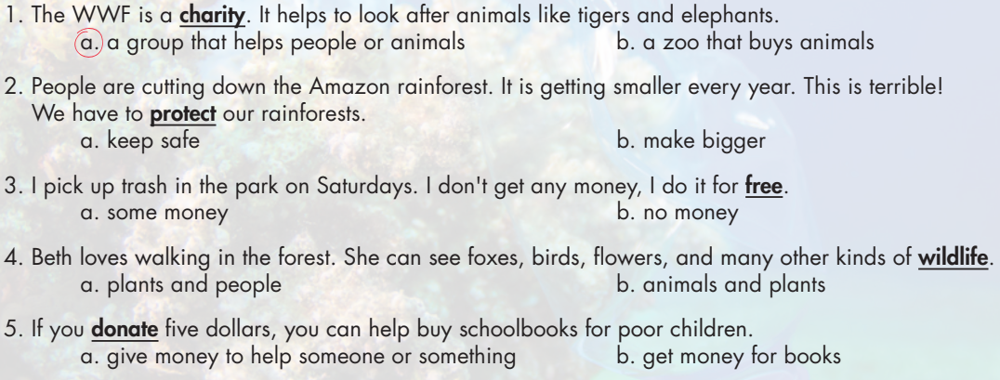 1. The WWF is a charity. It helps to look after animals like tigers and elephants.
a. a group that helps people or animals b. a zoo that buys animals
2. People are cutting down the Amazon rainforest. It is getting smaller every year. This is terrible!
We have to protect our rainforests.
a. keep safe b. make bigger
3. I pick up trash in the park on Saturdays. I don't get any money, I do it for free.
a. some money b. no money
4. Beth loves walking in the forest. She can see foxes, birds, flowers, and many other kinds of wildlife.
a. plants and people b. animals and plants
5. If you donate five dollars, you can help buy schoolbooks for poor children.
a. give money to help someone or something b. get money for books